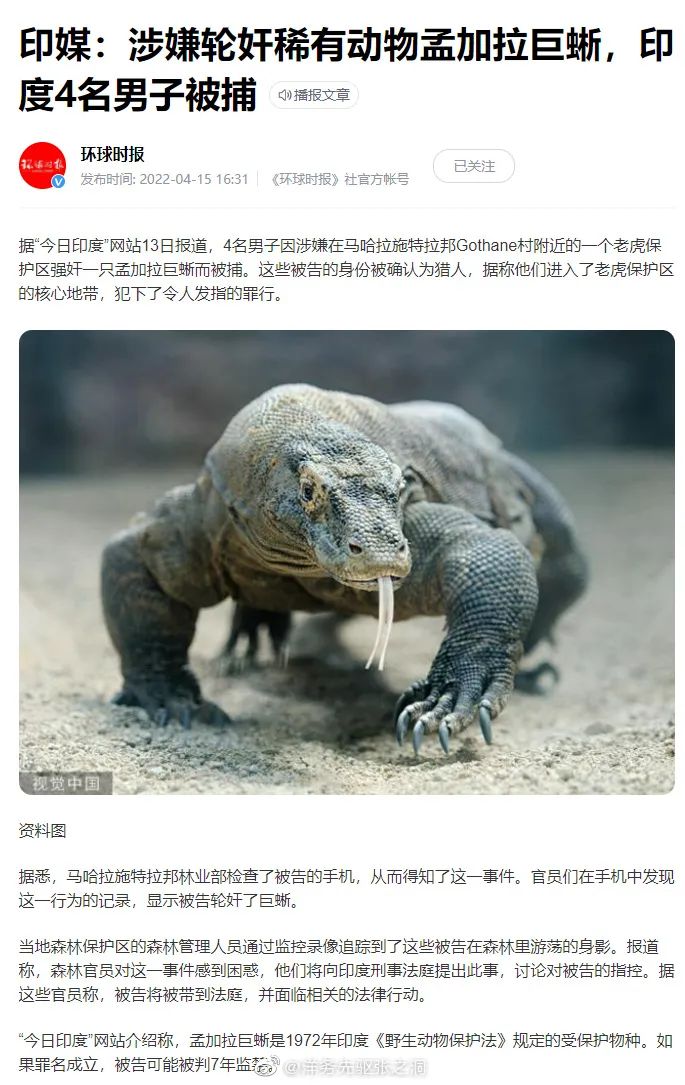 印媒：涉嫌轮奸稀有动物孟加拉巨蜥，印
度4名男子被捕 播报文章
环球时报
环球时报
发布时间: 2022-04-15 16:31 《环球时报》社官方帐号
已关注
据“今日印度”网站13日报道，4名男子因涉嫌在马哈拉施特拉邦Gothane村附近的一个老虎保
护区强奸一只孟加拉巨蜥而被捕。这些被告的身份被确认为猎人，据称他们进入了老虎保护区
的核心地带，犯下了令人发指的罪行。
视觉中国
资料图
据悉，马哈拉施特拉邦林业部检查了被告的手机，从而得知了这一事件。官员们在手机中发现
这一行为的记录，显示被告轮奸了巨蜥。
当地森林保护区的森林管理人员通过监控录像追踪到了这些被告在森林里游荡的身影。报道
称，森林官员对这一事件感到困惑，他们将向印度刑事法庭提出此事，讨论对被告的指控。据
这些官员称，被告将被带到法庭，并面临相关的法律行动。
“今日印度”网站介绍称，孟加拉巨蜥是1972年印度《野生动物保护法》规定的受保护物种。如
果罪名成立，被告可能被判7年监禁
@洋务先驱张之洞